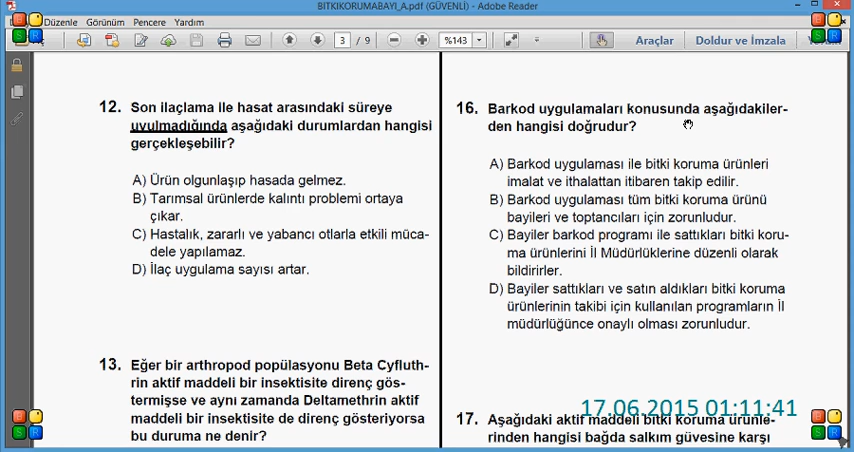 BITKIKORUMABAYI_A.pdf (GÜVENLİ) - Adobe Reader
Düzenle Görünüm Pencere Yardım
3 / 9 %143 Araçlar Doldur ve İmzala
12. Son ilaçlama ile hasat arasındaki süreye
uyulmadığında aşağıdaki durumlardan hangisi
gerçekleşebilir?
A) Ürün olgunlaşıp hasada gelmez.
B) Tarımsal ürünlerde kalıntı problemi ortaya
çıkar.
C) Hastalık, zararlı ve yabancı otlarla etkili müca-
dele yapılamaz.
D) İlaç uygulama sayısı artar.
13. Eğer bir arthropod popülasyonu Beta Cyfluth-
rin aktif maddeli bir insektisite direnç gös-
termişse ve aynı zamanda Deltamethrin aktif
maddeli bir insektisite de direnç gösteriyorsa
bu duruma ne denir?
16. Barkod uygulamaları konusunda aşağıdakiler-
den hangisi doğrudur?
A) Barkod uygulaması ile bitki koruma ürünleri
imalat ve ithalattan itibaren takip edilir.
B) Barkod uygulaması tüm bitki koruma ürünü
bayileri ve toptancıları için zorunludur.
C) Bayiler barkod programı ile sattıkları bitki koru-
ma ürünlerini İl Müdürlüklerine düzenli olarak
bildirirler.
D) Bayiler sattıkları ve satın aldıkları bitki koruma
ürünlerinin takibi için kullanılan programların İl
müdürlüğünce onaylı olması zorunludur.
17.06.2015 01:11:41
17. Aşağıdaki aktif maddeli bitki koruma ürünle-
rinden hangisi bağda salkım güvesine karşı